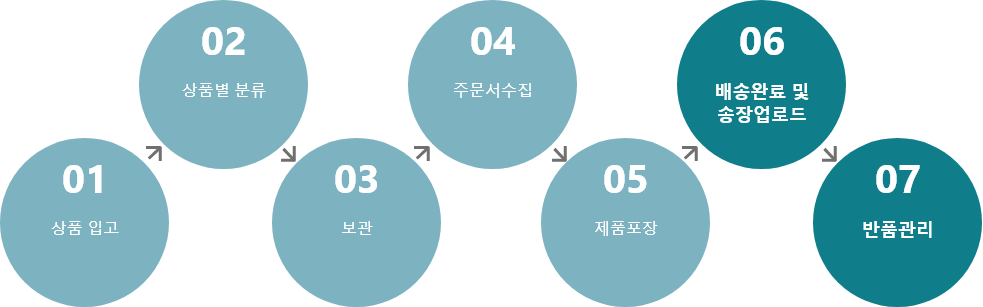 01
상품 입고
02
상품별 분류
03
보관
04
주문서수집
05
제품포장
06
배송완료 및
송장업로드
07
반품관리